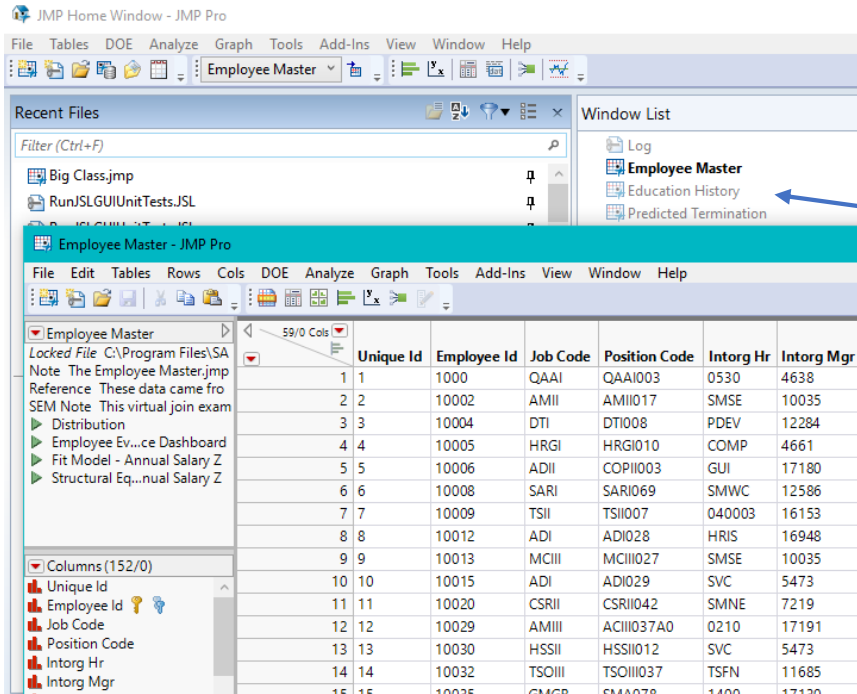 JMP Home Window - JMP Pro
File Tables DOE Analyze Graph Tools Add-Ins View Window Help
Employee Master
Recent Files
Filter (Ctrl+F)
Big Class.jmp
RunJSLGUIUnitTests.JSL
Window List
Log
Employee Master
Education History
Predicted Termination
Employee Master - JMP Pro
File Edit Tables Rows Cols DOE Analyze Graph Tools Add-Ins View Window Help
Employee Master
Locked File C:\Program Files\SA
Note The Employee Master.jmp
Reference These data came fro
SEM Note This virtual join exam
Distribution
Employee Ev...ce Dashboard
Fit Model - Annual Salary Z
Structural Eq...nual Salary Z
Columns (152/0)
Unique Id
Employee Id
Job Code
Position Code
Intorg Hr
Intorg Mgr
59/0 Cols
Unique Id Employee Id Job Code Position Code Intorg Hr Intorg Mgr
1 1 1000 QAAI QAAI003 0530 4638
2 2 10002 AMII AMII017 SMSE 10035
3 3 10004 DTI DTI008 PDEV 12284
4 4 10005 HRGI HRGI010 COMP 4661
5 5 10006 ADII COPII003 GUI 17180
6 6 10008 SARI SARI069 SMWC 12586
7 7 10009 TSII TSII007 040003 16153
8 8 10012 ADI ADI028 HRIS 16948
9 9 10013 MCIII MCIII027 SMSE 10035
10 10 10015 ADI ADI029 SVC 5473
11 11 10020 CSRII CSRII042 SMNE 7219
12 12 10029 AMIII ACIII037A0 0210 17191
13 13 10030 HSSII HSSII012 SVC 5473
14 14 10032 TSOIII TSOIII037 TSFN 11685